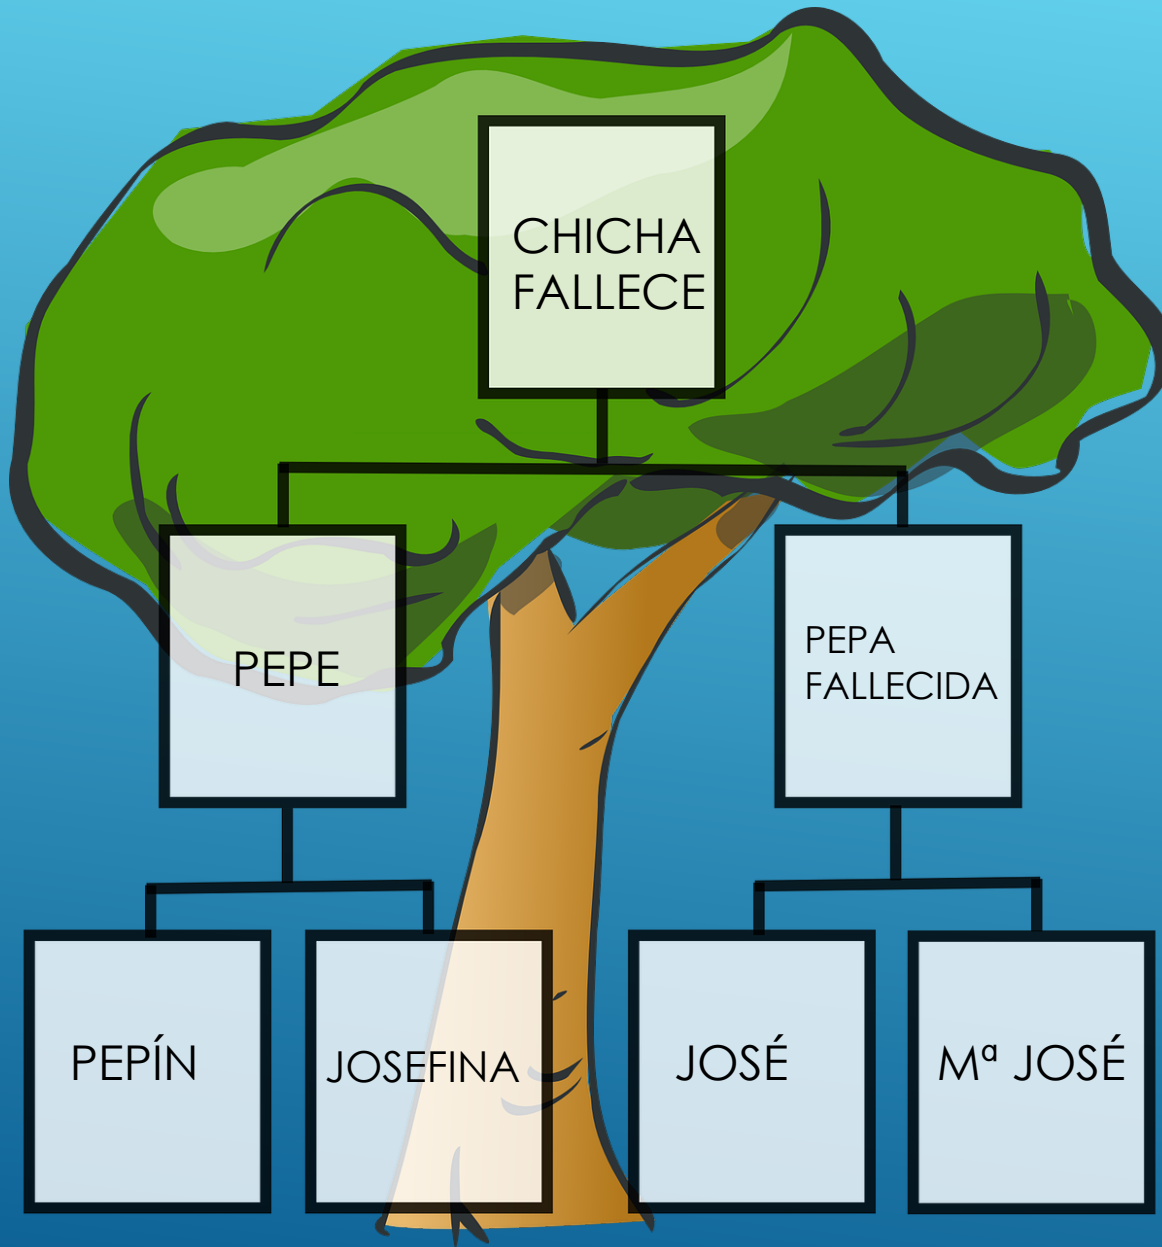 CHICHA
FALLECE
PEPE
PEPA
FALLECIDA
PEPÍN
JOSEFINA
JOSÉ
Mª JOSÉ